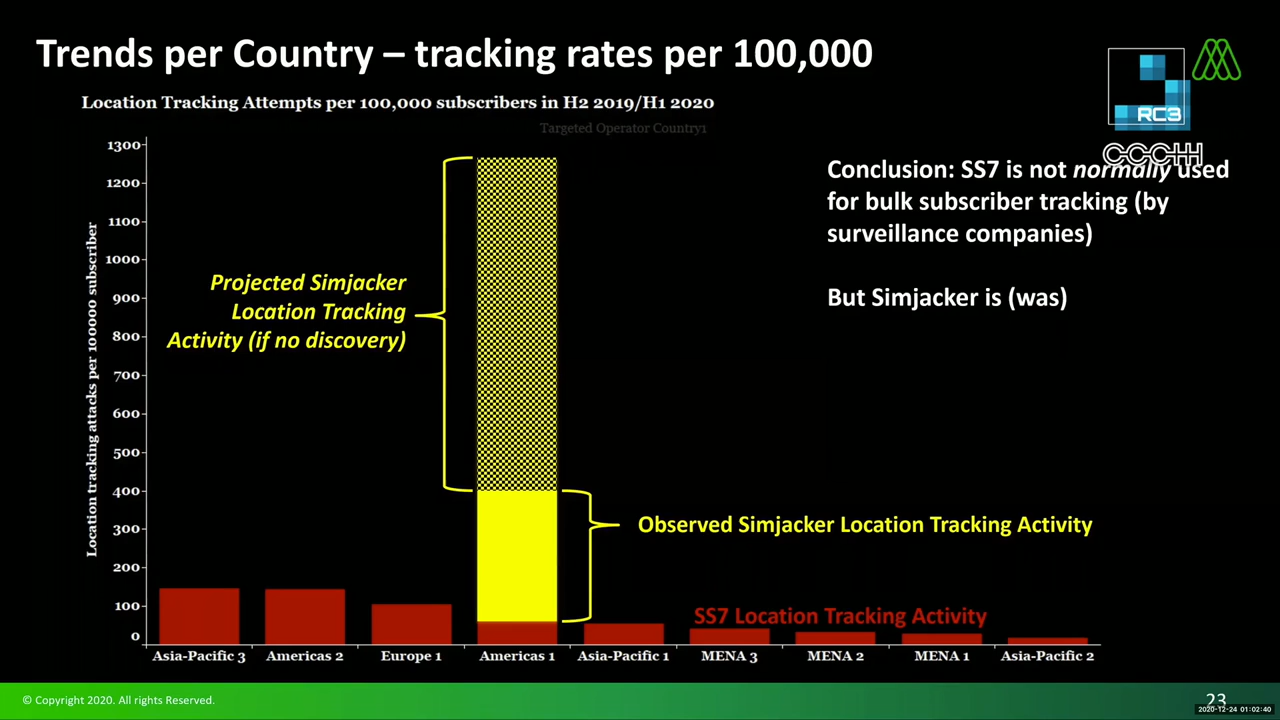 Trends per Country – tracking rates per 100,000
RC3
CCCHH
Location Tracking Attempts per 100,000 subscribers in H2 2019/H1 2020
Targeted Operator Country1
Conclusion: SS7 is not normally used
for bulk subscriber tracking (by
surveillance companies)
But Simjacker is (was)
Location tracking attacks per 1000000 subscriber
1300
1200
1100
1000
900
800
700
600
500
400
300
200
100
0
Projected Simjacker
Location Tracking
Activity (if no discovery)
Observed Simjacker Location Tracking Activity
SS7 Location Tracking Activity
Asia-Pacific 3
Americas 2
Europe 1
Americas 1
Asia-Pacific 1
MENA 3
MENA 2
MENA 1
Asia-Pacific 2
© Copyright 2020. All rights Reserved.
23
2020-12-24 01:02:40